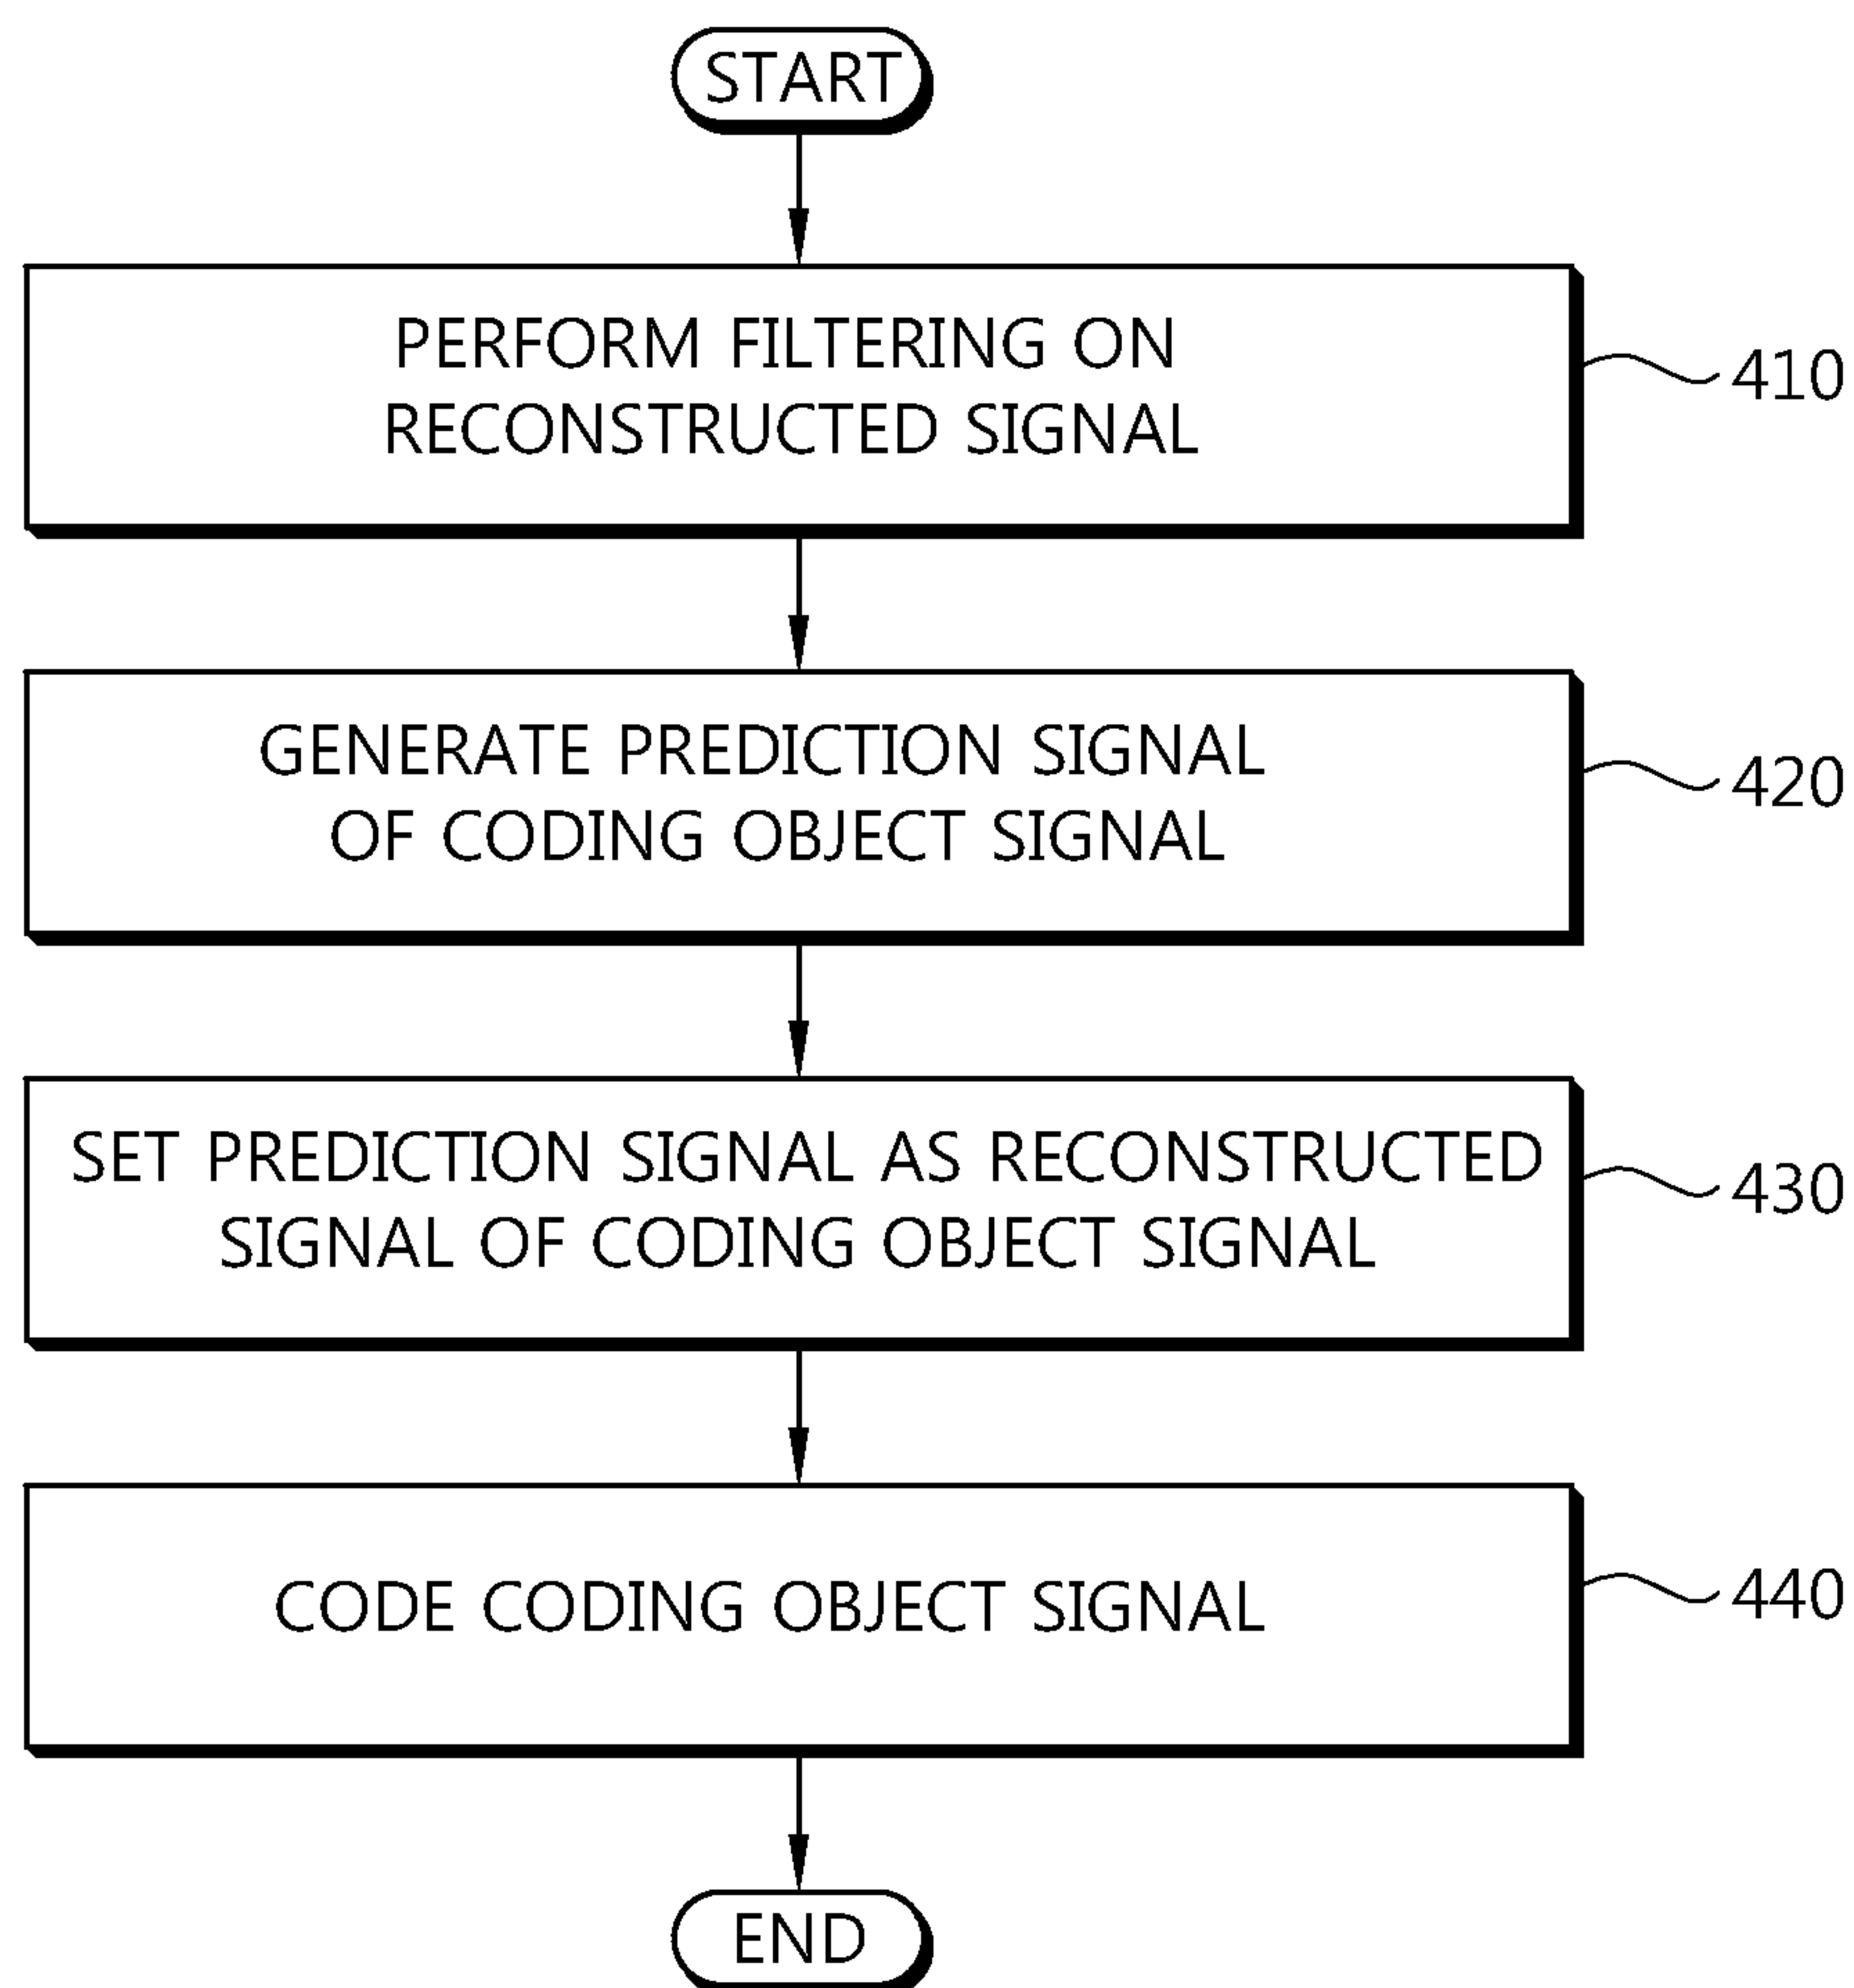 START
PERFORM FILTERING ON
RECONSTRUCTED SIGNAL
410
GENERATE PREDICTION SIGNAL
OF CODING OBJECT SIGNAL
420
SET PREDICTION SIGNAL AS RECONSTRUCTED
SIGNAL OF CODING OBJECT SIGNAL
430
CODE CODING OBJECT SIGNAL
440
END